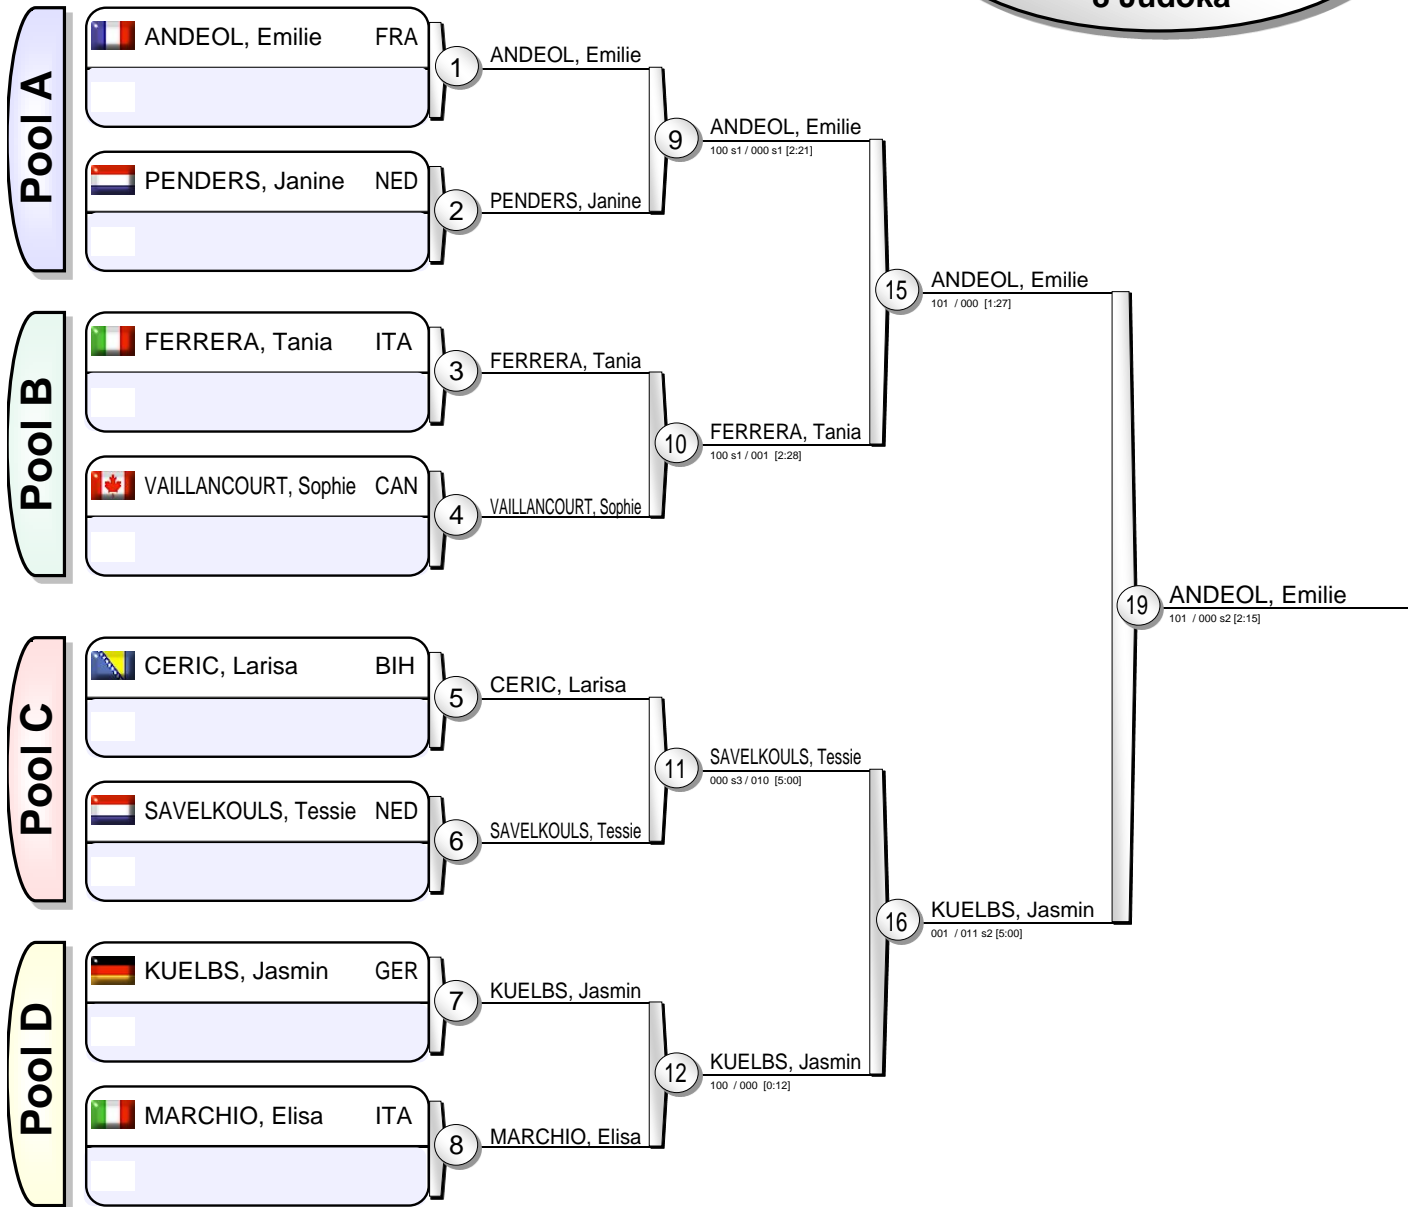 8 Judoka
Pool A
ANDEOL, Emilie FRA
1
ANDEOL, Emilie
PENDERS, Janine NED
2
PENDERS, Janine
9
ANDEOL, Emilie
100 s1 / 000 s1 [2:21]
Pool B
FERRERA, Tania ITA
3
FERRERA, Tania
VAILLANCOURT, Sophie CAN
4
VAILLANCOURT, Sophie
10
FERRERA, Tania
100 s1 / 001 [2:28]
15
ANDEOL, Emilie
101 / 000 [1:27]
Pool C
CERIC, Larisa BIH
5
CERIC, Larisa
SAVELKOULS, Tessie NED
6
SAVELKOULS, Tessie
11
SAVELKOULS, Tessie
000 s3 / 010 [5:00]
Pool D
KUELBS, Jasmin GER
7
KUELBS, Jasmin
MARCHIO, Elisa ITA
8
MARCHIO, Elisa
12
KUELBS, Jasmin
100 / 000 [0:12]
16
KUELBS, Jasmin
001 / 011 s2 [5:00]
19
ANDEOL, Emilie
101 / 000 s2 [2:15]